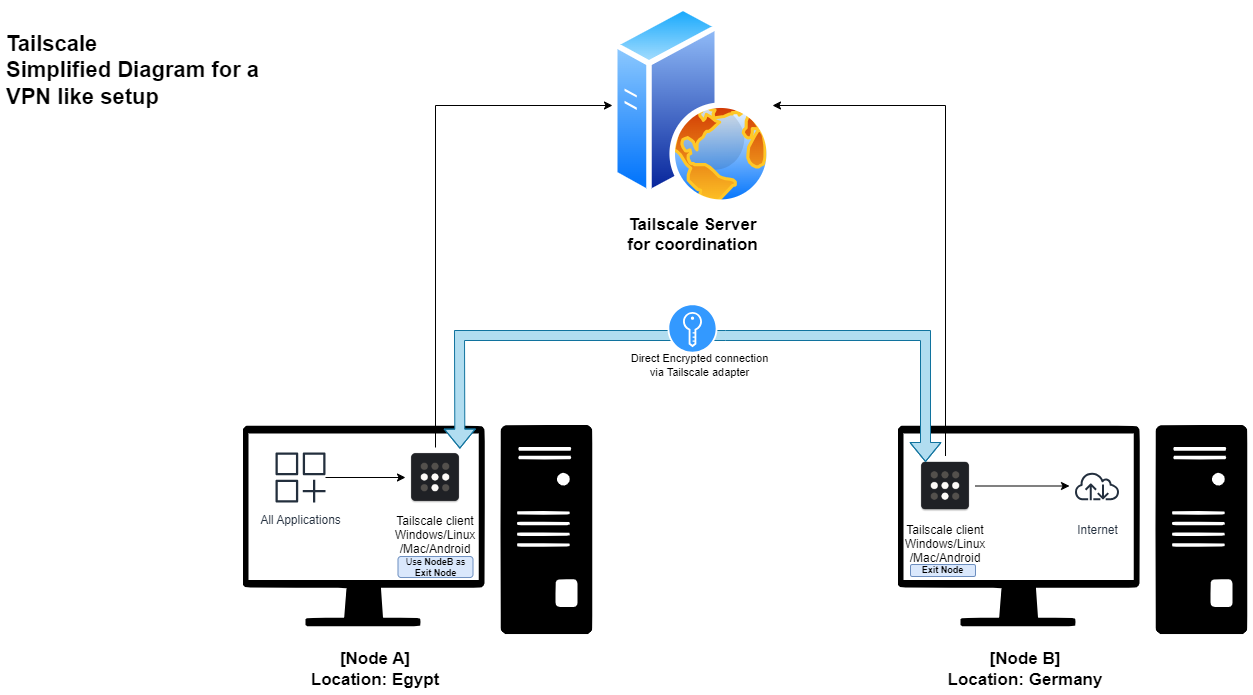 Tailscale
Simplified Diagram for a
VPN like setup
Tailscale Server
for coordination
Direct Encrypted connection
via Tailscale adapter
All Applications
Tailscale client
Windows/Linux
/Mac/Android
Use NodeB as
Exit Node
Tailscale client
Windows/Linux
/Mac/Android
Exit Node
Internet
[Node A]
Location: Egypt
[Node B]
Location: Germany